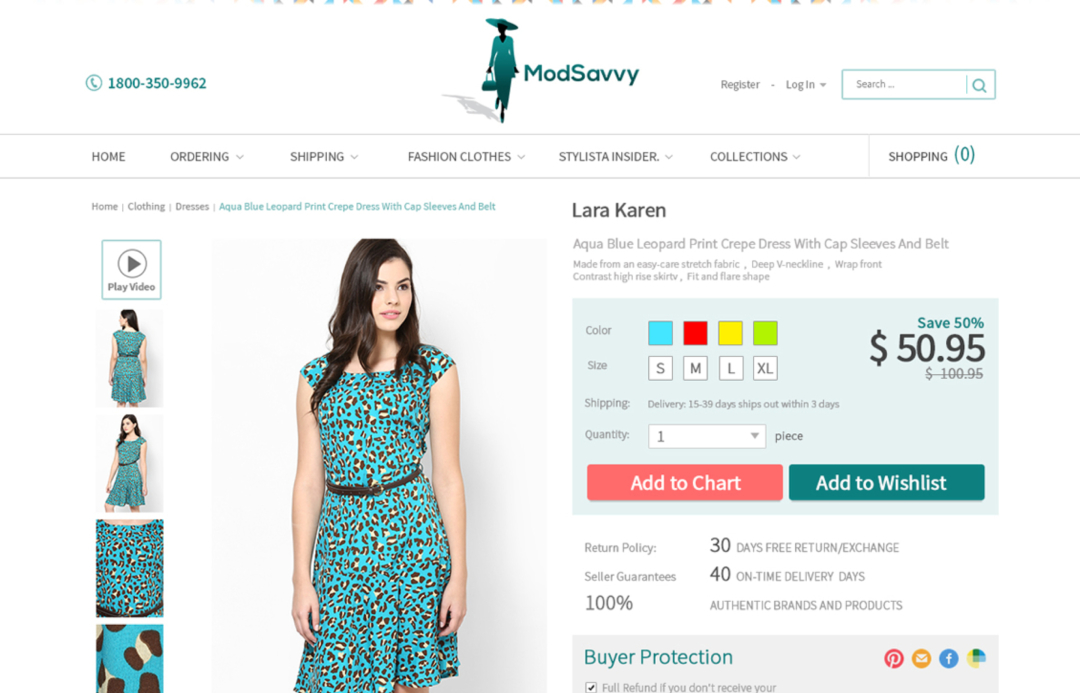 1800-350-9962
ModSavvy
Register - Log In
Search ...
HOME ORDERING SHIPPING FASHION CLOTHES STYLISTA INSIDER. COLLECTIONS SHOPPING (0)
Home | Clothing | Dresses | Aqua Blue Leopard Print Crepe Dress With Cap Sleeves And Belt
Play Video
Lara Karen
Aqua Blue Leopard Print Crepe Dress With Cap Sleeves And Belt
Made from an easy-care stretch fabric , Deep V-neckline , Wrap front
Contrast high rise skirtv , Fit and flare shape
Color
Save 50%
$ 50.95
$ 100.95
Size S M L XL
Shipping: Delivery: 15-39 days ships out within 3 days
Quantity: 1 piece
Add to Chart Add to Wishlist
Return Policy: 30 DAYS FREE RETURN/EXCHANGE
Seller Guarantees 40 ON-TIME DELIVERY DAYS
100% AUTHENTIC BRANDS AND PRODUCTS
Buyer Protection
Full Refund if you don't receive your